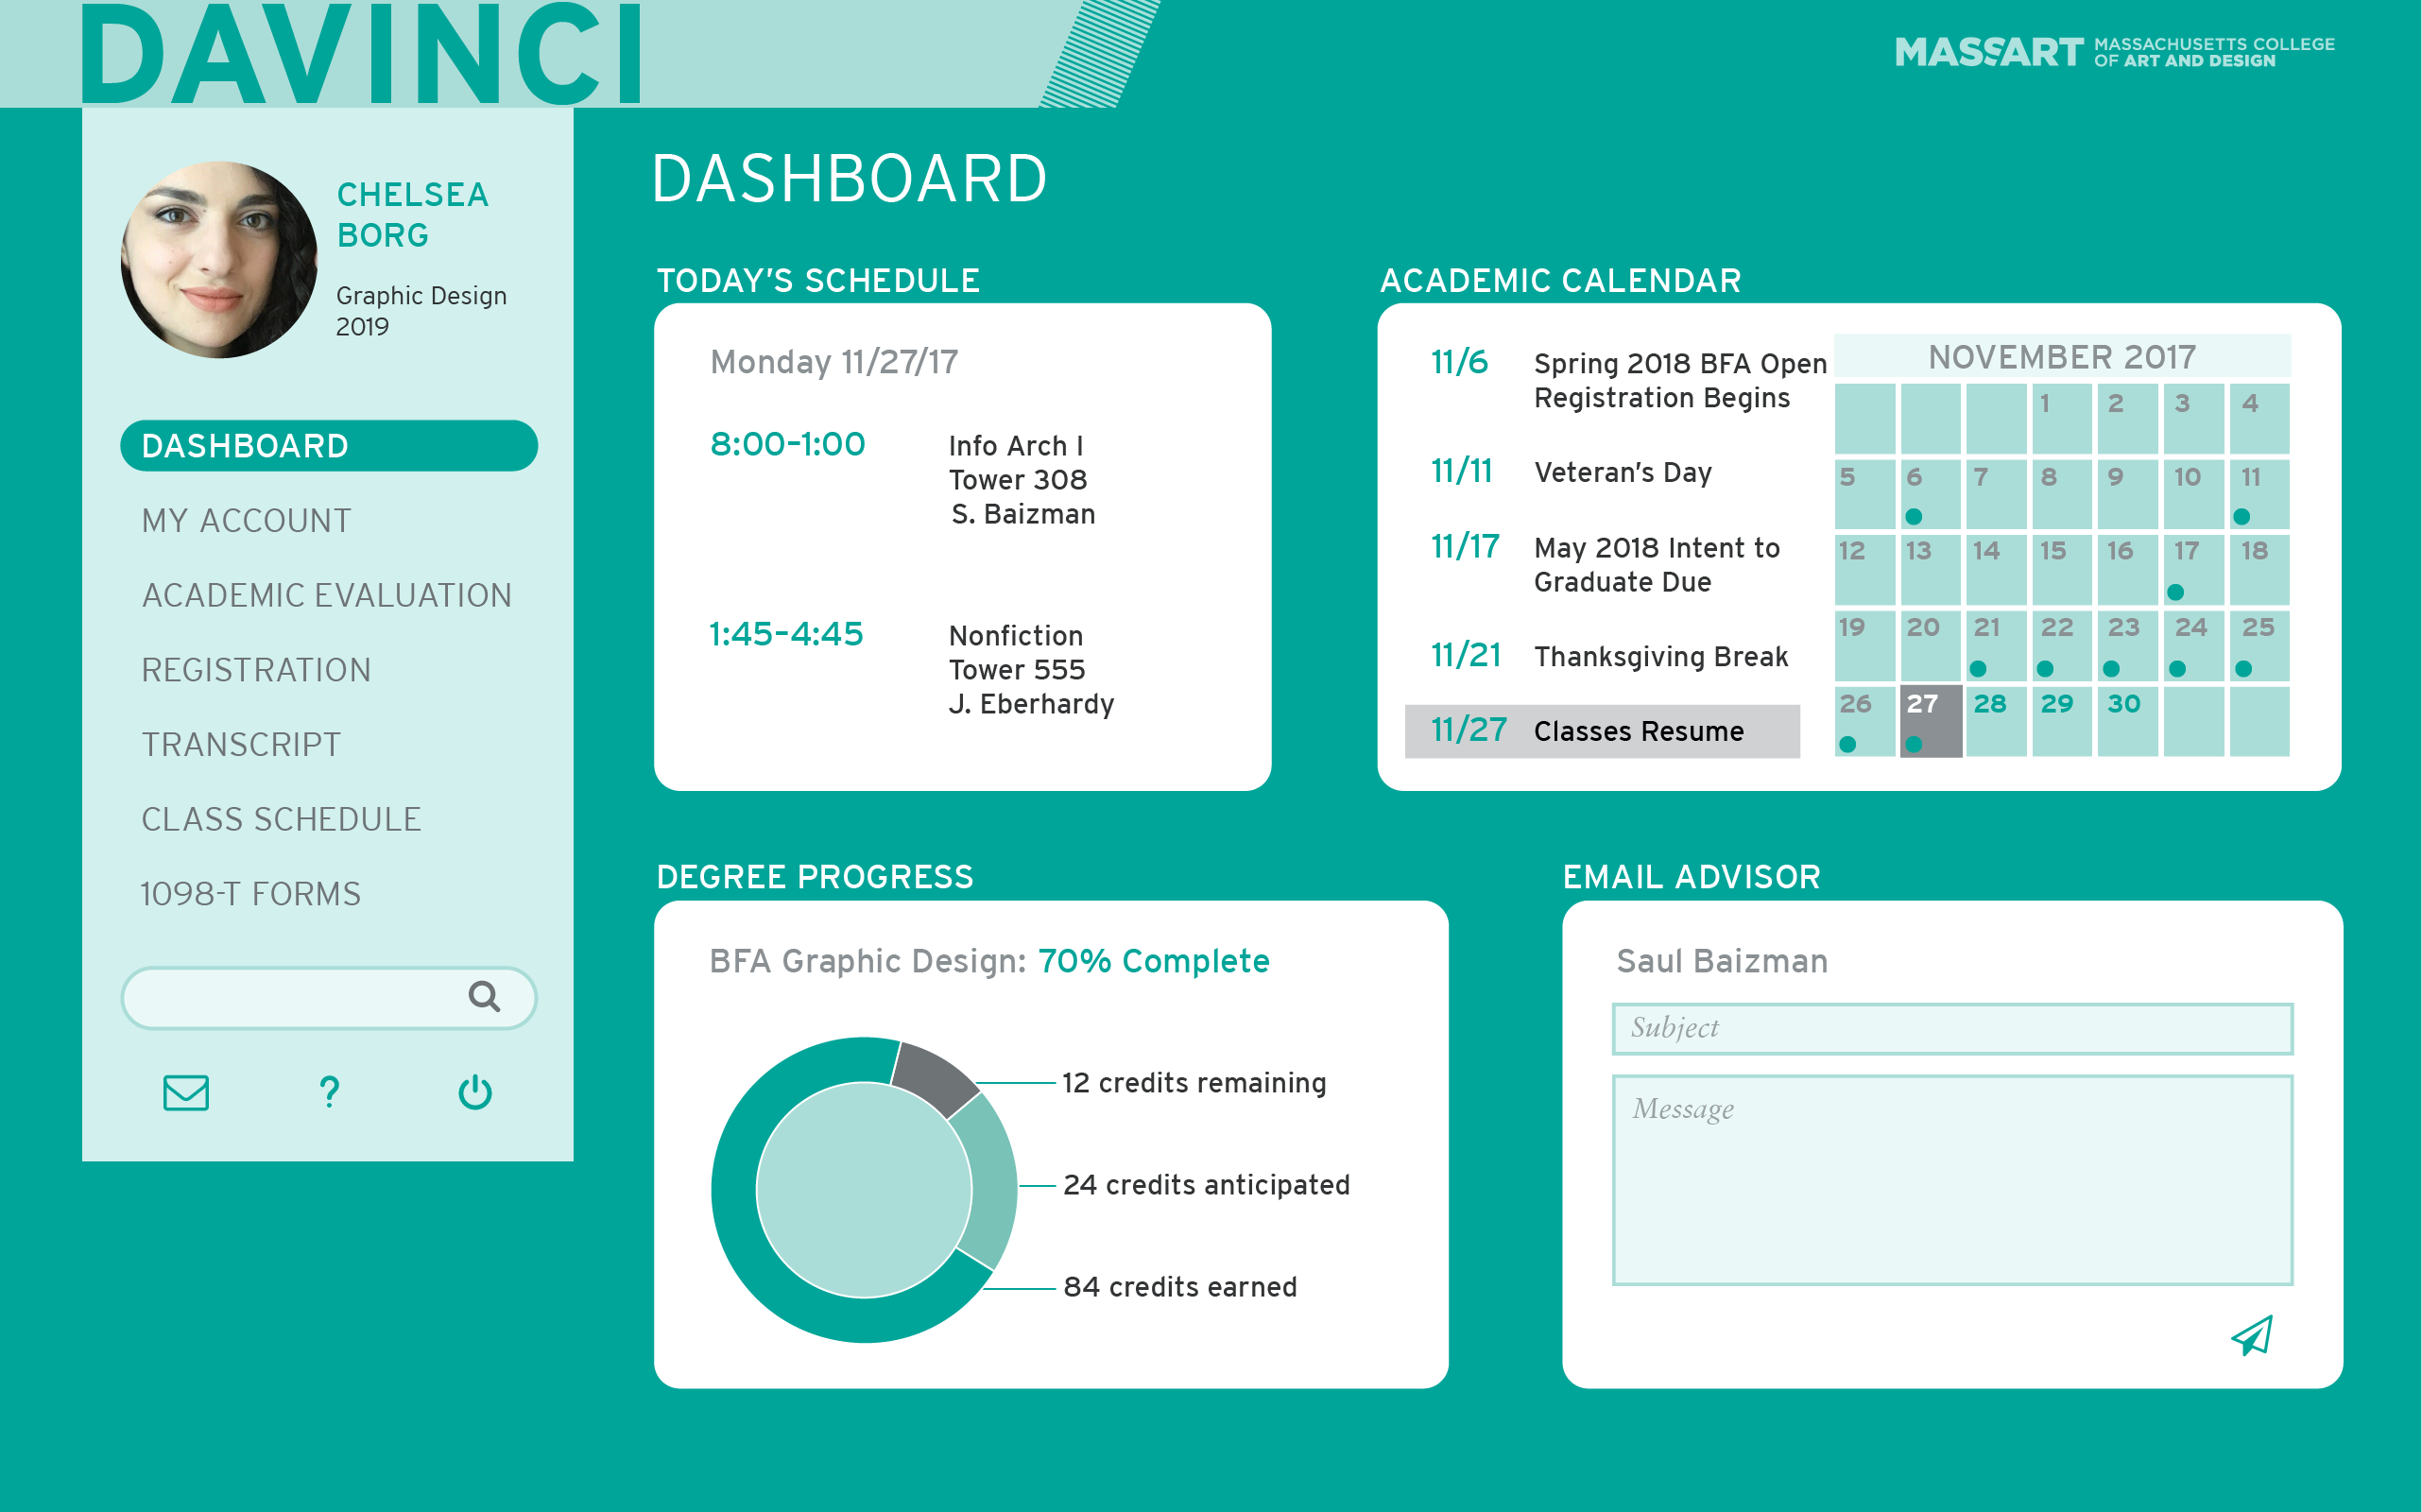 DAVINCI
MASSART
MASSACHUSETTS COLLEGE
OF ART AND DESIGN
CHELSEA
BORG
Graphic Design
2019
DASHBOARD
MY ACCOUNT
ACADEMIC EVALUATION
REGISTRATION
TRANSCRIPT
CLASS SCHEDULE
1098-T FORMS
?
DASHBOARD
TODAY’S SCHEDULE
Monday 11/27/17
8:00-1:00
Info Arch I
Tower 308
S. Baizman
1:45-4:45
Nonfiction
Tower 555
J. Eberhardy
ACADEMIC CALENDAR
11/6 Spring 2018 BFA Open
Registration Begins
11/11 Veteran’s Day
11/17 May 2018 Intent to
Graduate Due
11/21 Thanksgiving Break
11/27 Classes Resume
NOVEMBER 2017
1 2 3 4
5 6 7 8 9 10 11
12 13 14 15 16 17 18
19 20 21 22 23 24 25
26 27 28 29 30
DEGREE PROGRESS
BFA Graphic Design: 70% Complete
12 credits remaining
24 credits anticipated
84 credits earned
EMAIL ADVISOR
Saul Baizman
Subject
Message